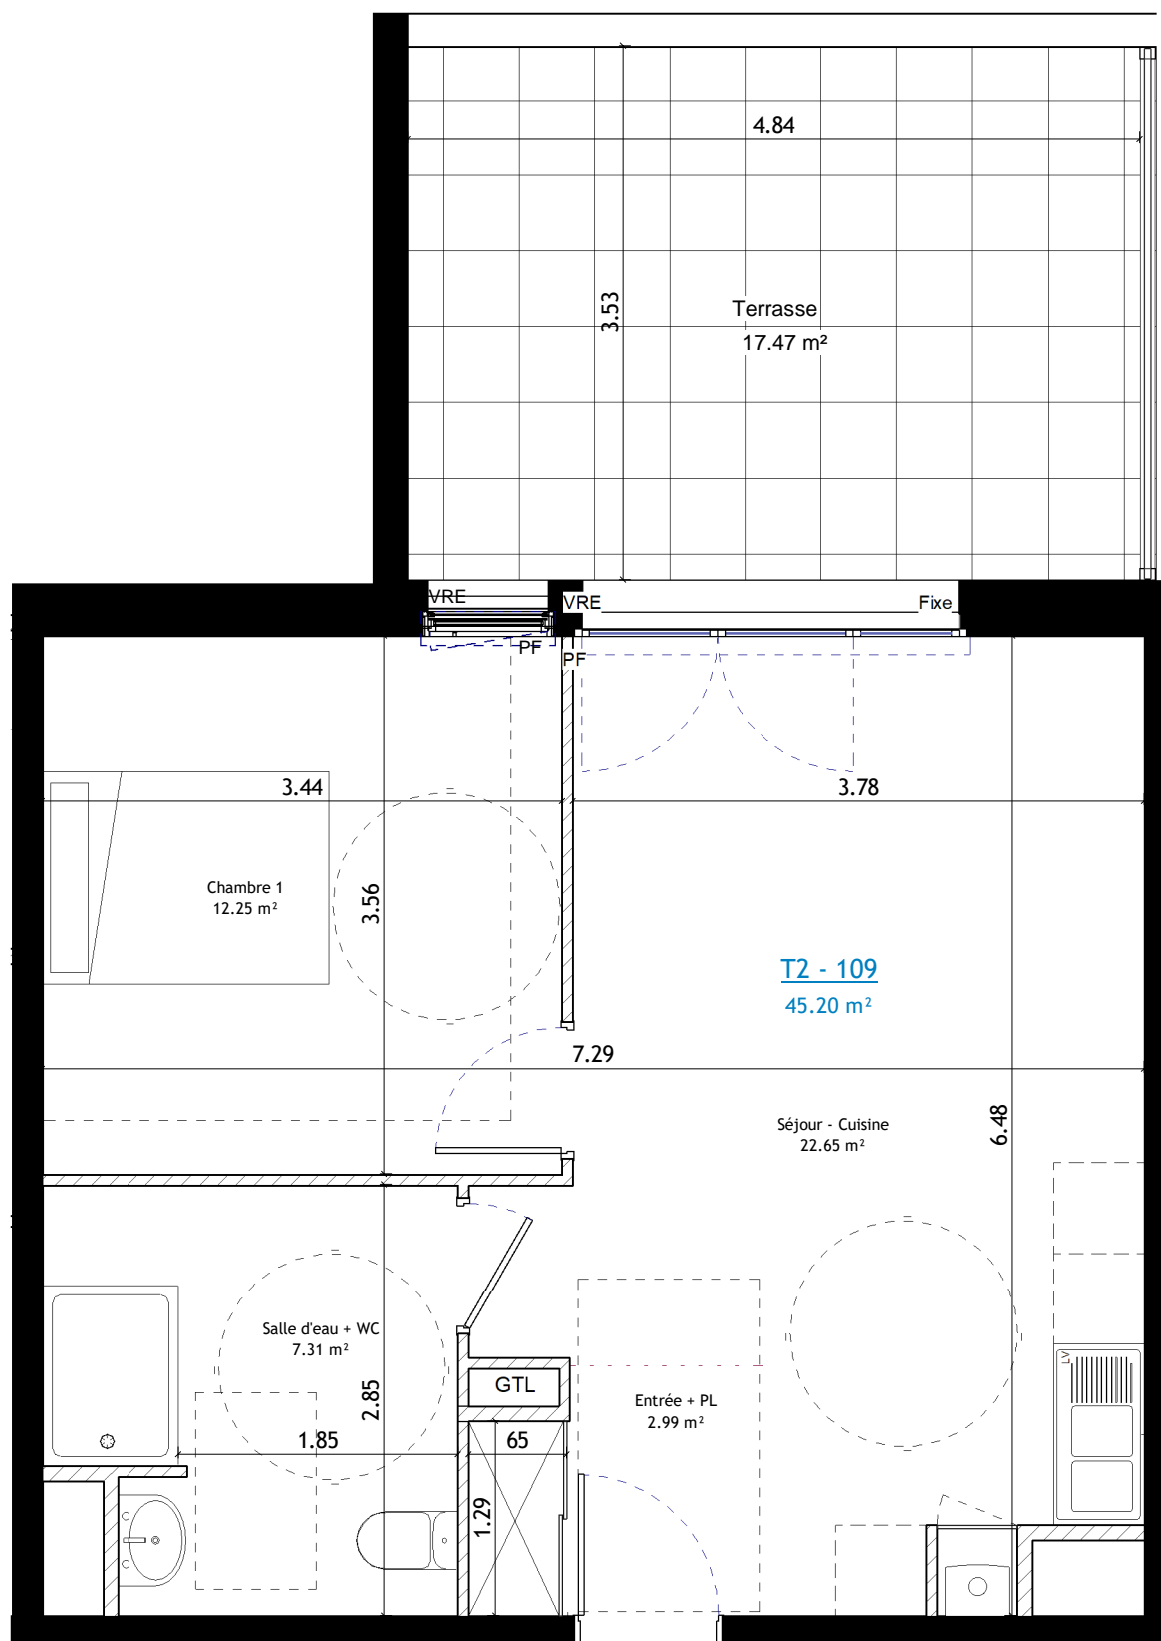 4.84
3.53
Terrasse
17.47 m²
VRE
VRE
Fixe
PF
PF
3.44
3.78
Chambre 1
12.25 m²
3.56
T2 - 109
45.20 m²
7.29
6.48
Séjour - Cuisine
22.65 m²
Salle d'eau + WC
7.31 m²
LV
GTL
2.85
Entrée + PL
2.99 m²
1.85
65
1.29